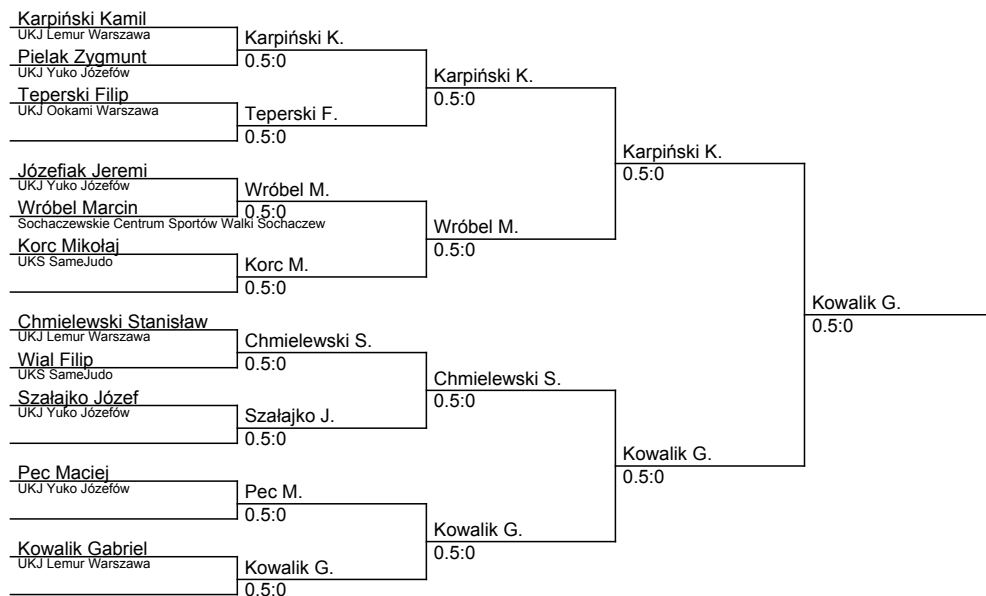 Karpiński Kamil
UKJ Lemur Warszawa
Pielak Zygmunt
UKJ Yuko Józefów
Teperski Filip
UKJ Ookami Warszawa
Józefiak Jeremi
UKJ Yuko Józefów
Wróbel Marcin
Sochaczewskie Centrum Sportów Walki Sochaczew
Korc Mikołaj
UKS SameJudo
Chmielewski Stanisław
UKJ Lemur Warszawa
Wial Filip
UKS SameJudo
Szałajko Józef
UKJ Yuko Józefów
Pec Maciej
UKJ Yuko Józefów
Kowalik Gabriel
UKJ Lemur Warszawa
Karpiński K.
0.5:0
Teperski F.
0.5:0
Wróbel M.
0.5:0
Korc M.
0.5:0
Chmielewski S.
0.5:0
Szałajko J.
0.5:0
Pec M.
0.5:0
Kowalik G.
0.5:0
Karpiński K.
0.5:0
Wróbel M.
0.5:0
Chmielewski S.
0.5:0
Kowalik G.
0.5:0
Karpiński K.
0.5:0
Kowalik G.
0.5:0
Kowalik G.
0.5:0